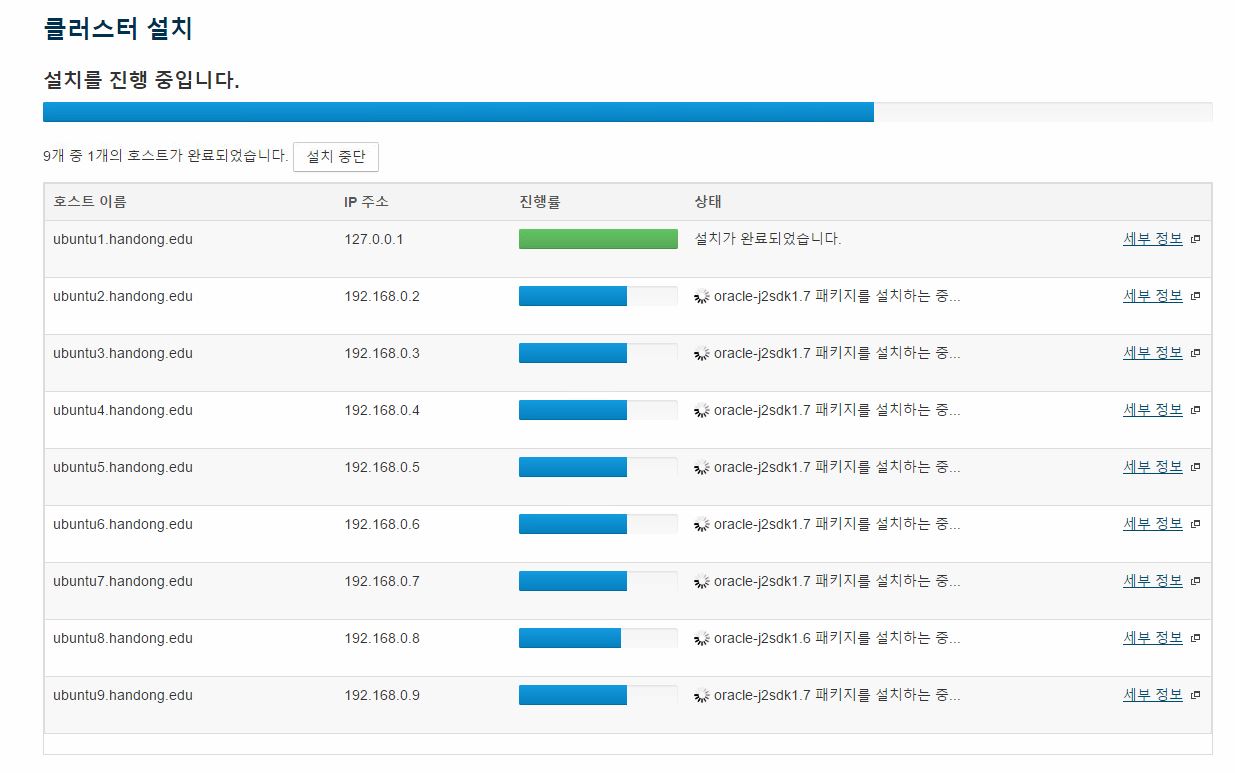 클러스터 설치
설치를 진행 중입니다.
9개 중 1개의 호스트가 완료되었습니다. 설치 중단
호스트 이름 IP 주소 진행률 상태
ubuntu1.handong.edu 127.0.0.1 설치가 완료되었습니다. 세부 정보
ubuntu2.handong.edu 192.168.0.2 oracle-j2sdk1.7 패키지를 설치하는 중... 세부 정보
ubuntu3.handong.edu 192.168.0.3 oracle-j2sdk1.7 패키지를 설치하는 중... 세부 정보
ubuntu4.handong.edu 192.168.0.4 oracle-j2sdk1.7 패키지를 설치하는 중... 세부 정보
ubuntu5.handong.edu 192.168.0.5 oracle-j2sdk1.7 패키지를 설치하는 중... 세부 정보
ubuntu6.handong.edu 192.168.0.6 oracle-j2sdk1.7 패키지를 설치하는 중... 세부 정보
ubuntu7.handong.edu 192.168.0.7 oracle-j2sdk1.7 패키지를 설치하는 중... 세부 정보
ubuntu8.handong.edu 192.168.0.8 oracle-j2sdk1.6 패키지를 설치하는 중... 세부 정보
ubuntu9.handong.edu 192.168.0.9 oracle-j2sdk1.7 패키지를 설치하는 중... 세부 정보